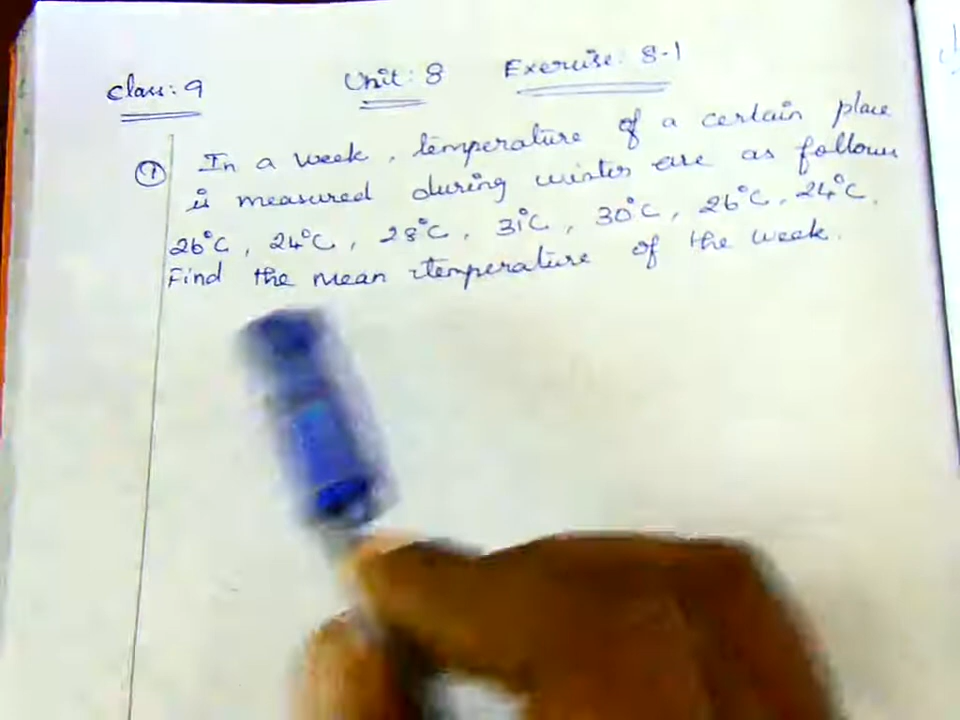 Class: 9 Unit: 8 Exercise: 8-1
① In a week, temperature of a certain place
is measured during winter are as follows
26°C, 24°C, 28°C, 31°C, 30°C, 26°C, 24°C.
Find the mean temperature of the week.